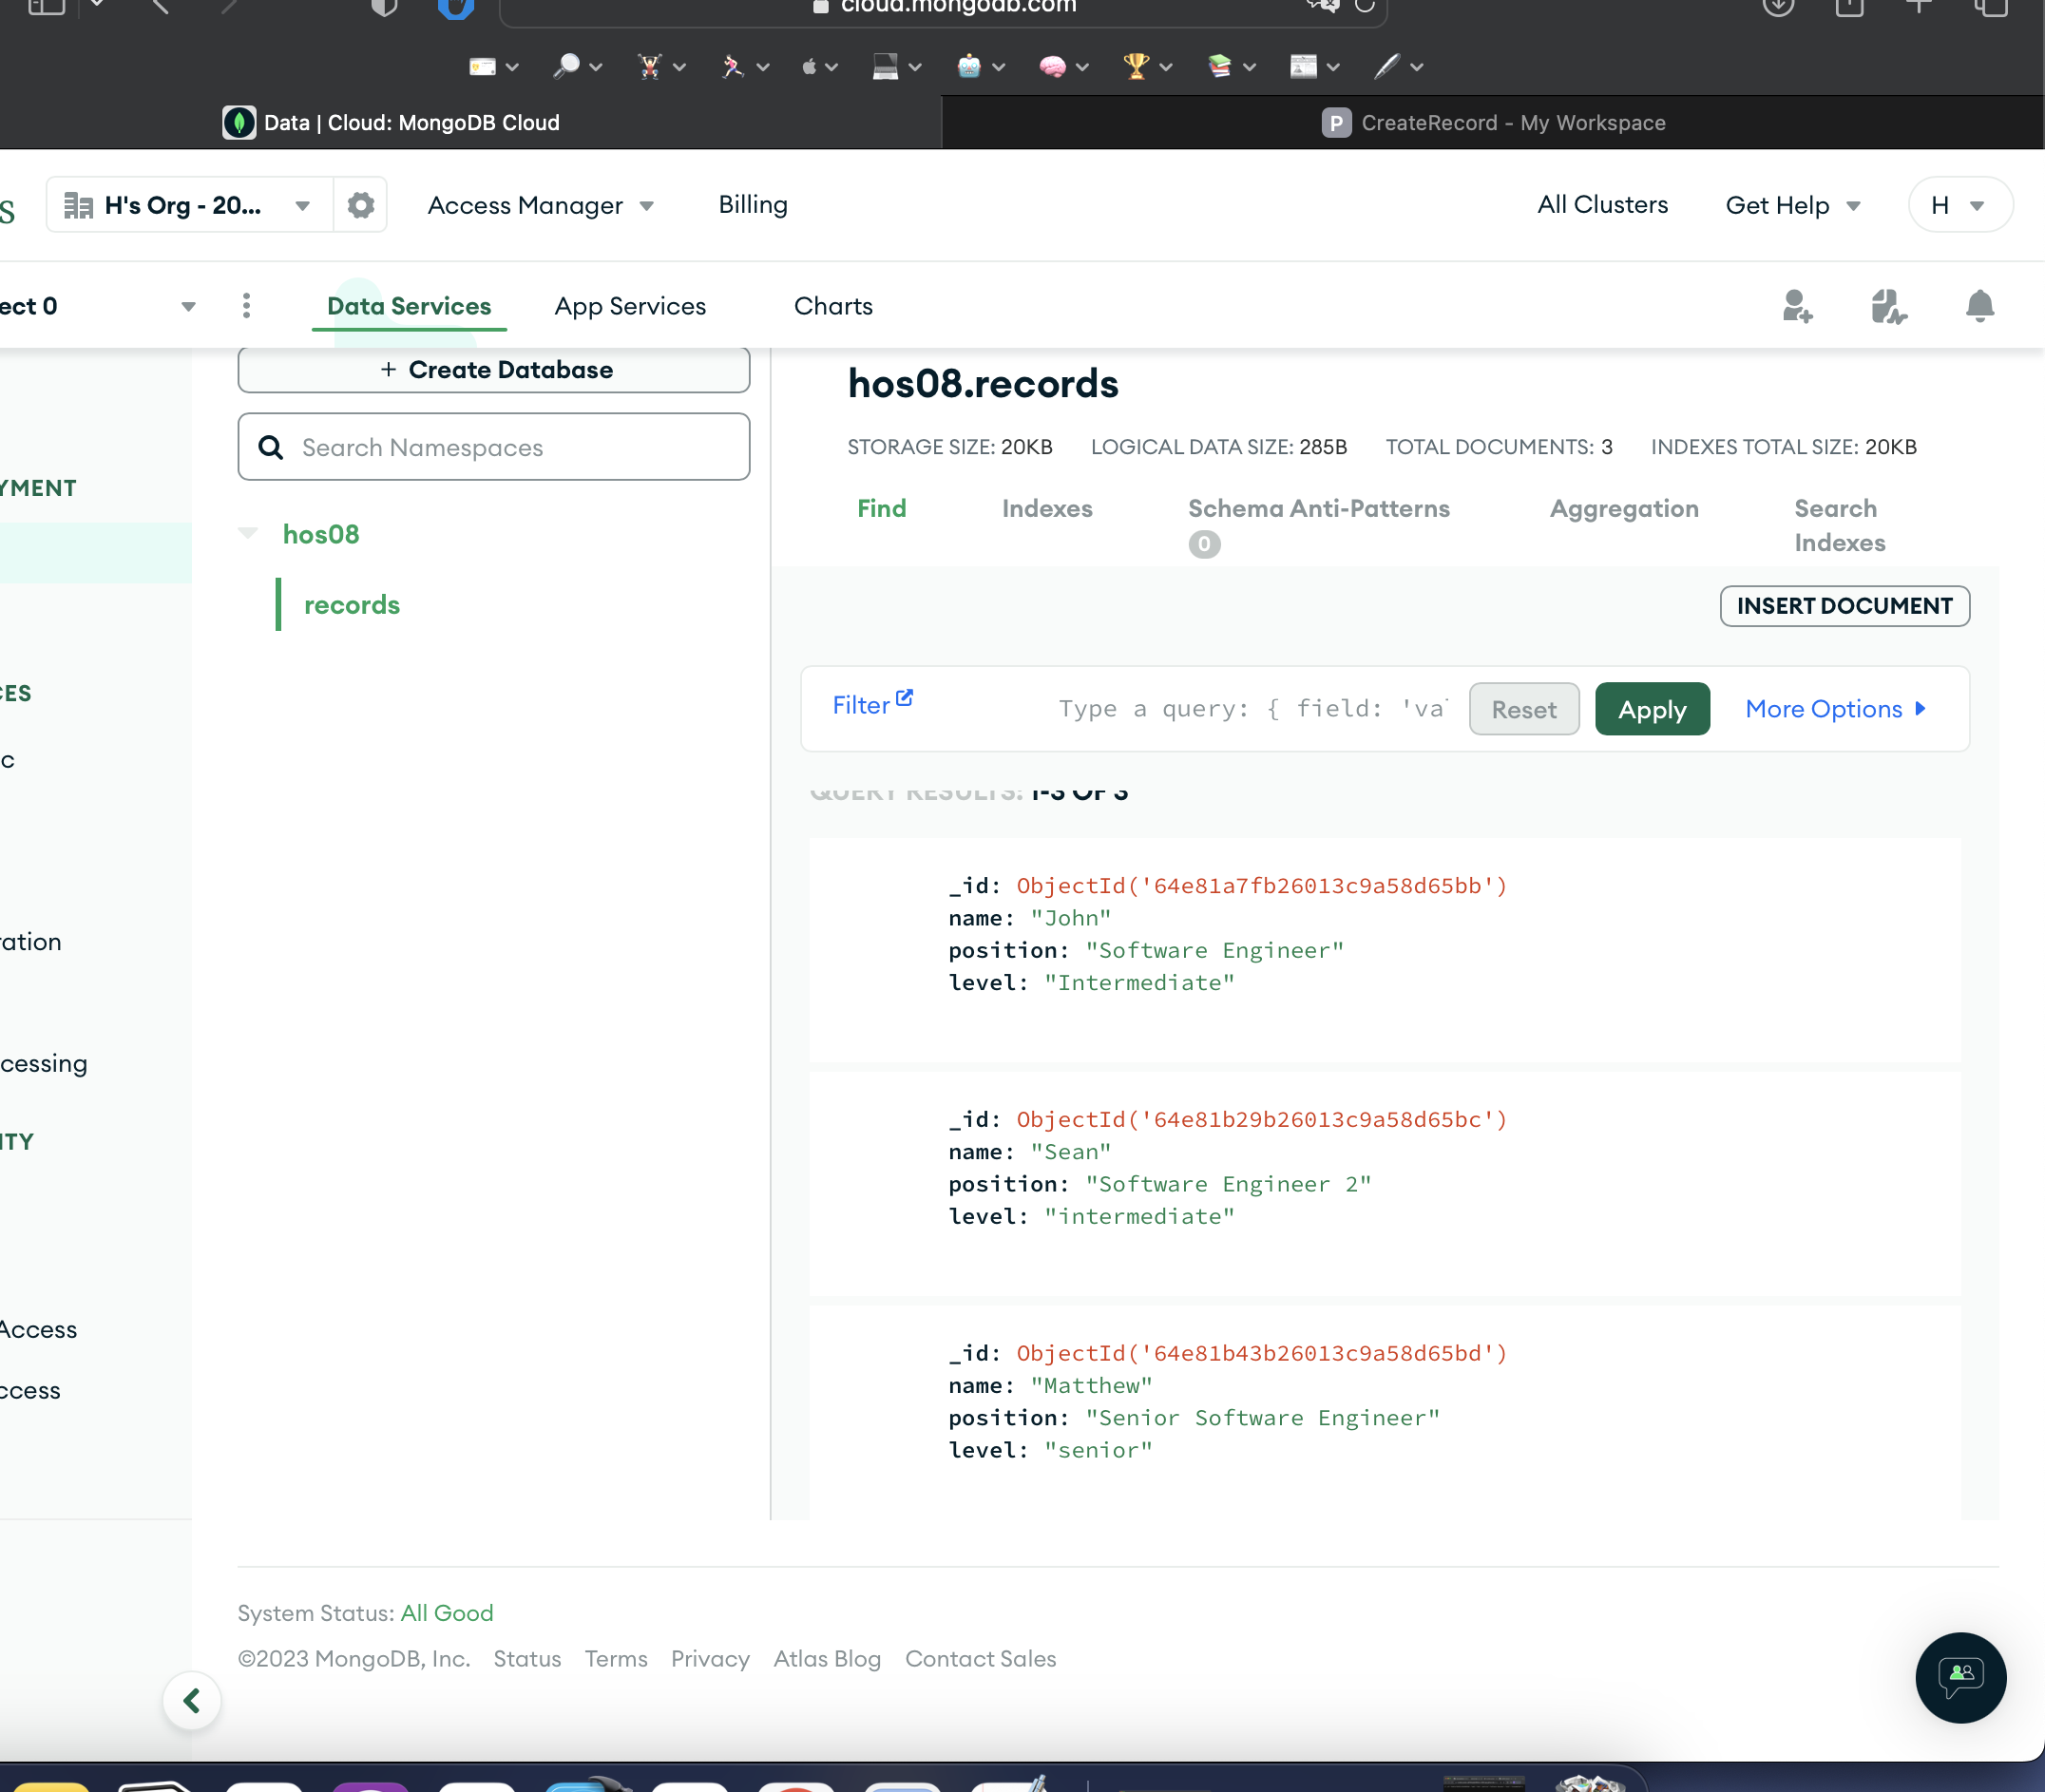 cloud.mongodb.com
Data | Cloud: MongoDB Cloud
P CreateRecord - My Workspace
H's Org - 20...
Access Manager
Billing
All Clusters
Get Help
H
Data Services
App Services
Charts
+ Create Database
Search Namespaces
hos08
records
hos08.records
STORAGE SIZE: 20KB LOGICAL DATA SIZE: 285B TOTAL DOCUMENTS: 3 INDEXES TOTAL SIZE: 20KB
Find
Indexes
Schema Anti-Patterns
0
Aggregation
Search
Indexes
INSERT DOCUMENT
Filter
Type a query: { field: 'va
Reset
Apply
More Options
QUERY RESULTS: 1-3 OF 3
_id: ObjectId('64e81a7fb26013c9a58d65bb')
name: "John"
position: "Software Engineer"
level: "Intermediate"
_id: ObjectId('64e81b29b26013c9a58d65bc')
name: "Sean"
position: "Software Engineer 2"
level: "intermediate"
_id: ObjectId('64e81b43b26013c9a58d65bd')
name: "Matthew"
position: "Senior Software Engineer"
level: "senior"
System Status: All Good
©2023 MongoDB, Inc. Status Terms Privacy Atlas Blog Contact Sales
ect 0
YMENT
CES
c
ration
cessing
ITY
Access
ccess